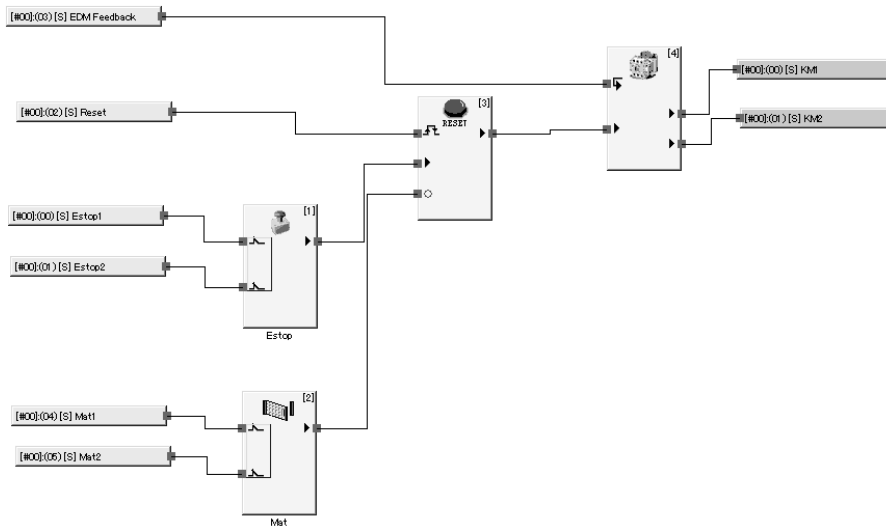 [#00]:(03) [S] EDM Feedback
[4]
[#00]:(00) [S] KM1
[3]
[#00]:(02) [S] Reset
RESET
[#00]:(01) [S] KM2
[#00]:(00) [S] Estop1
[1]
[#00]:(01) [S] Estop2
Estop
[2]
[#00]:(04) [S] Mat1
[#00]:(05) [S] Mat2
Mat